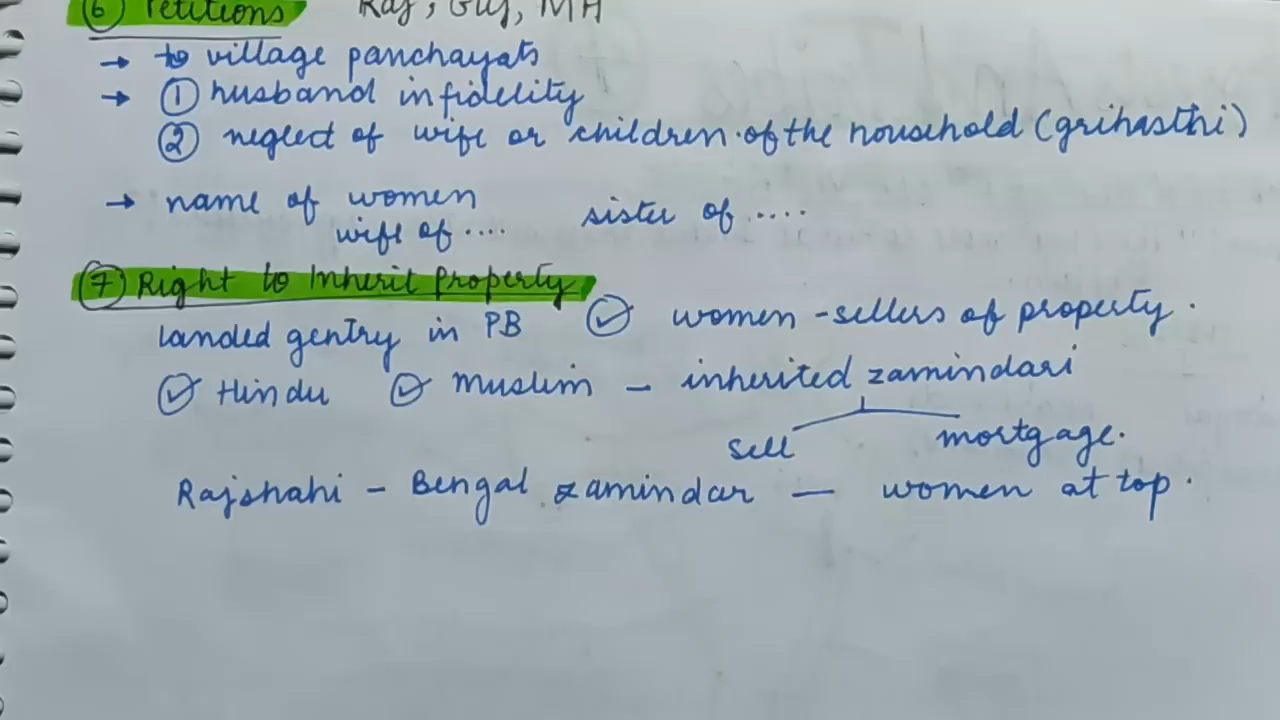 ⑥ Petitions Raj, Guj, MH
→ to village panchayats
→ ① husband infidelity
② neglect of wife or children of the household (grihasthi)
→ name of women sister of ....
wife of ....
⑦ Right to Inherit Property
landed gentry in PB ✓ women - sellers of property.
✓ Hindu ✓ Muslim - inherited zamindari
sell mortgage.
Rajshahi - Bengal zamindar — women at top.